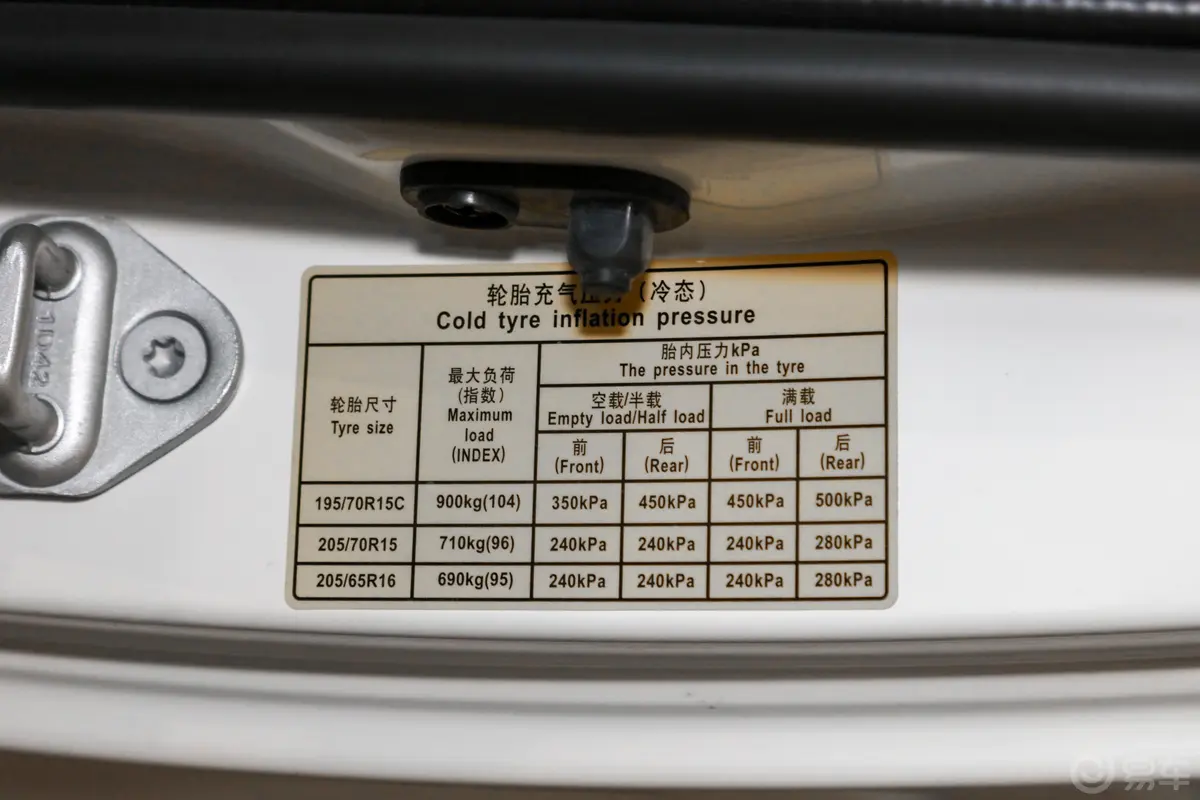 轮胎充气压力（冷态）
Cold tyre inflation pressure
轮胎尺寸
Tyre size
最大负荷
(指数)
Maximum
load
(INDEX)
胎内压力kPa
The pressure in the tyre
空载/半载
Empty load/Half load
满载
Full load
前
(Front)
后
(Rear)
前
(Front)
后
(Rear)
195/70R15C 900kg(104) 350kPa 450kPa 450kPa 500kPa
205/70R15 710kg(96) 240kPa 240kPa 240kPa 280kPa
205/65R16 690kg(95) 240kPa 240kPa 240kPa 280kPa
1D42
易车